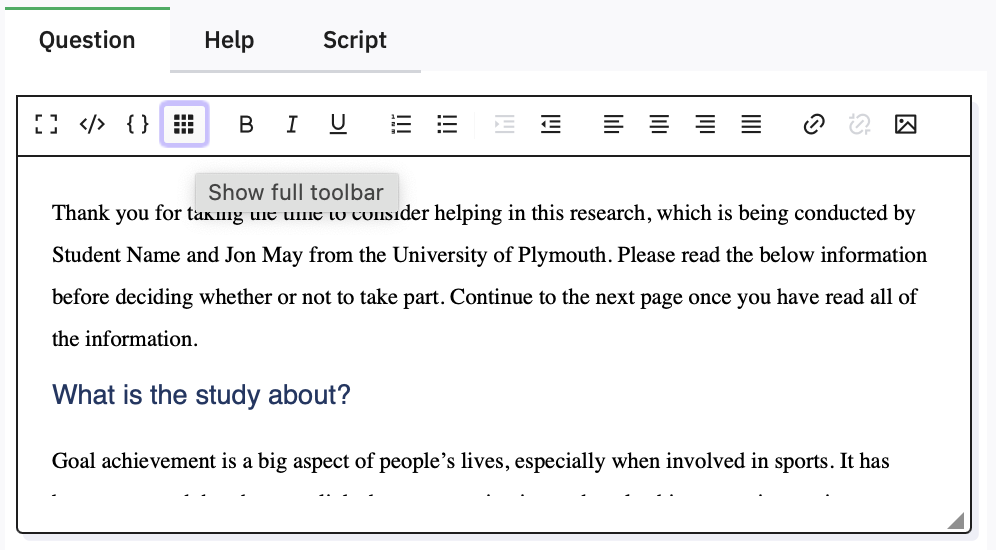 Question Help Script
B I U
Show full toolbar
Thank you for taking the time to consider helping in this research, which is being conducted by
Student Name and Jon May from the University of Plymouth. Please read the below information
before deciding whether or not to take part. Continue to the next page once you have read all of
the information.
What is the study about?
Goal achievement is a big aspect of people’s lives, especially when involved in sports. It has